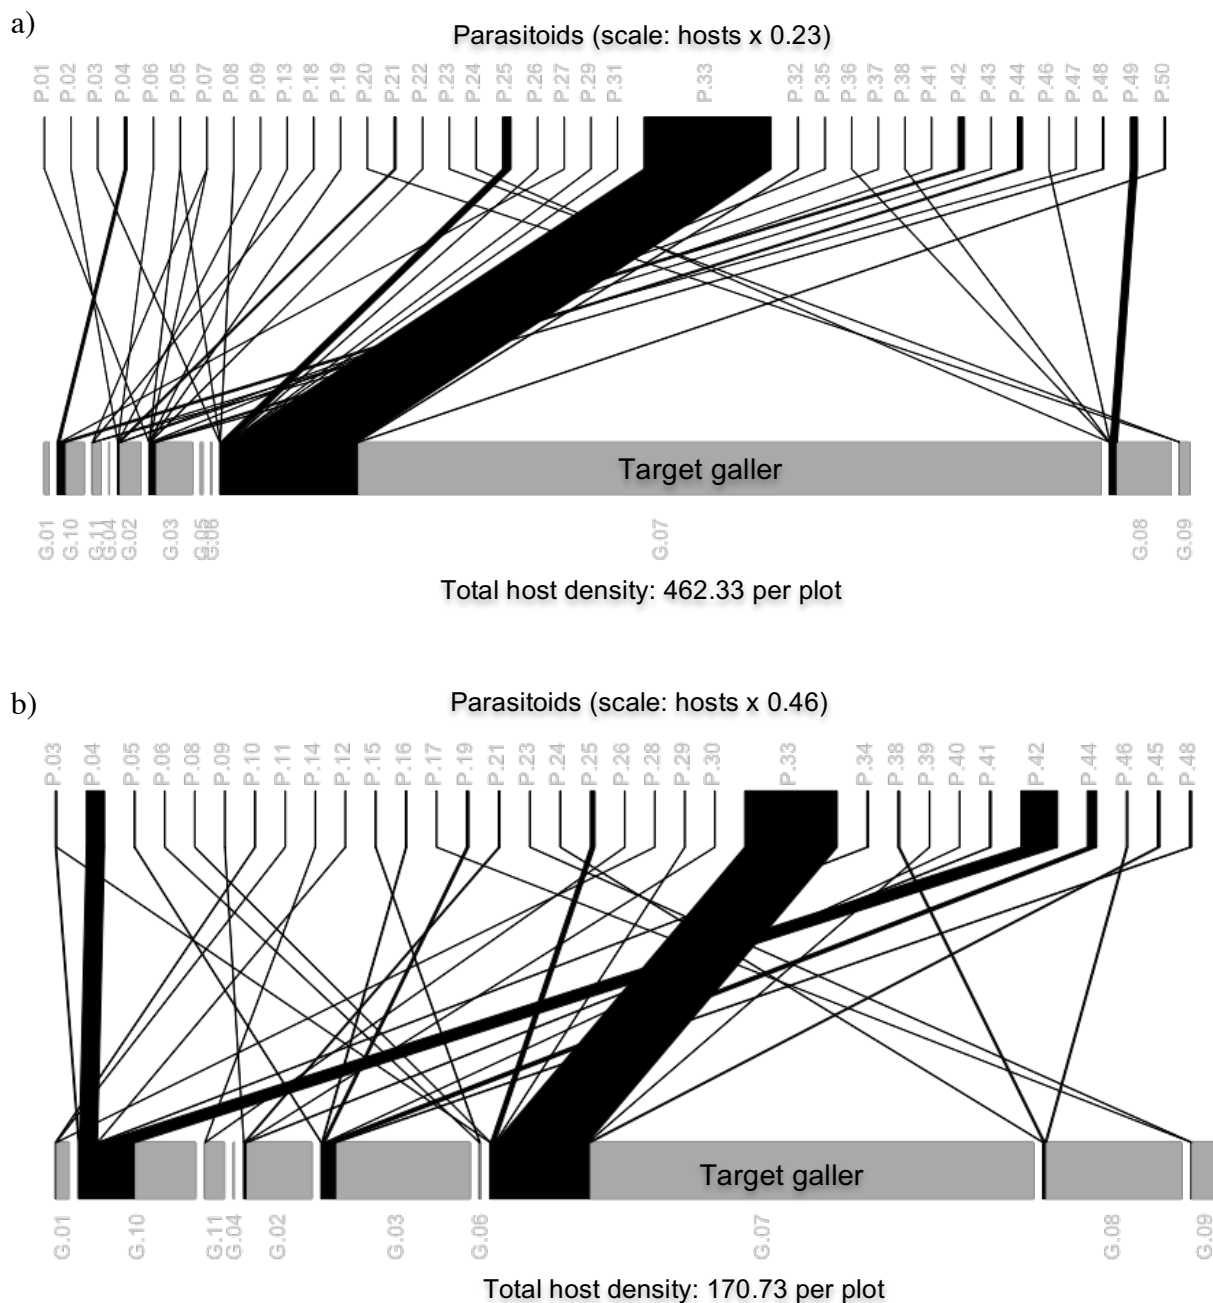 a)
Parasitoids (scale: hosts x 0.23)
P.01 P.02 P.03 P.04 P.06 P.05 P.07 P.08 P.09 P.13 P.18 P.19 P.20 P.21 P.22 P.23 P.24 P.25 P.26 P.27 P.29 P.31 P.33 P.32 P.35 P.36 P.37 P.38 P.41 P.42 P.43 P.44 P.46 P.47 P.48 P.49 P.50
Target galler
G.01 G.10 G.11 G.04 G.02 G.03 G.05 G.06 G.07 G.08 G.09
Total host density: 462.33 per plot
b)
Parasitoids (scale: hosts x 0.46)
P.03 P.04 P.05 P.06 P.08 P.09 P.10 P.11 P.14 P.12 P.15 P.16 P.17 P.19 P.21 P.23 P.24 P.25 P.26 P.28 P.29 P.30 P.33 P.34 P.38 P.39 P.40 P.41 P.42 P.44 P.46 P.45 P.48
Target galler
G.01 G.10 G.11 G.04 G.02 G.03 G.06 G.07 G.08 G.09
Total host density: 170.73 per plot